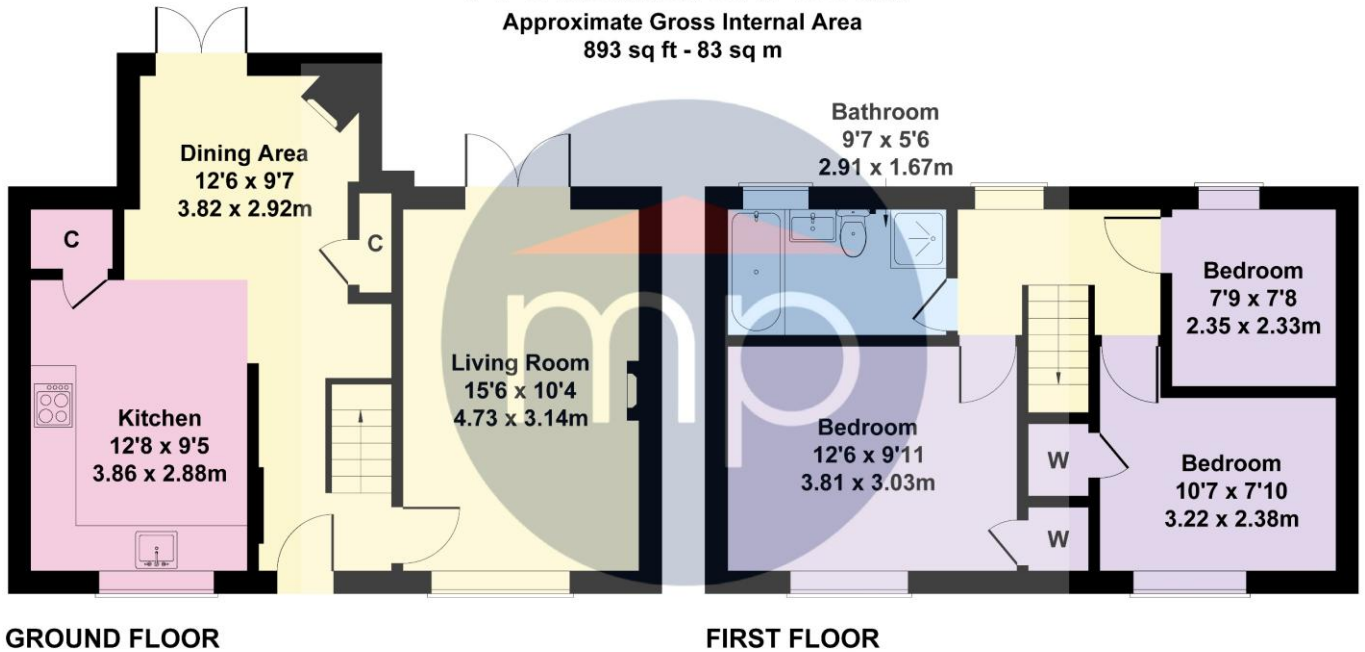 Approximate Gross Internal Area
893 sq ft - 83 sq m
Dining Area
12'6 x 9'7
3.82 x 2.92m
C
C
Kitchen
12'8 x 9'5
3.86 x 2.88m
Living Room
15'6 x 10'4
4.73 x 3.14m
GROUND FLOOR
Bathroom
9'7 x 5'6
2.91 x 1.67m
Bedroom
7'9 x 7'8
2.35 x 2.33m
Bedroom
12'6 x 9'11
3.81 x 3.03m
W
W
Bedroom
10'7 x 7'10
3.22 x 2.38m
FIRST FLOOR
mp